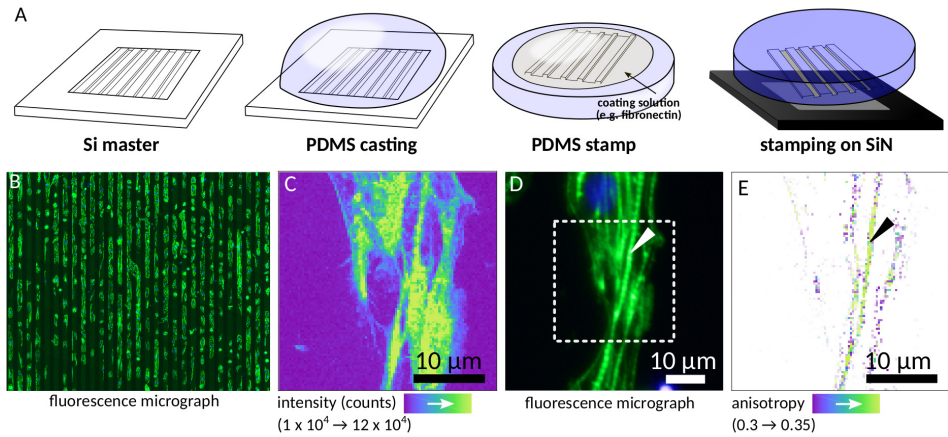 A
coating solution
(e.g. fibronectin)
Si master
PDMS casting
PDMS stamp
stamping on SiN
B
C
D
E
10 µm
10 µm
10 µm
fluorescence micrograph
intensity (counts)
(1 x 10⁴ → 12 x 10⁴)
fluorescence micrograph
anisotropy
(0.3 → 0.35)